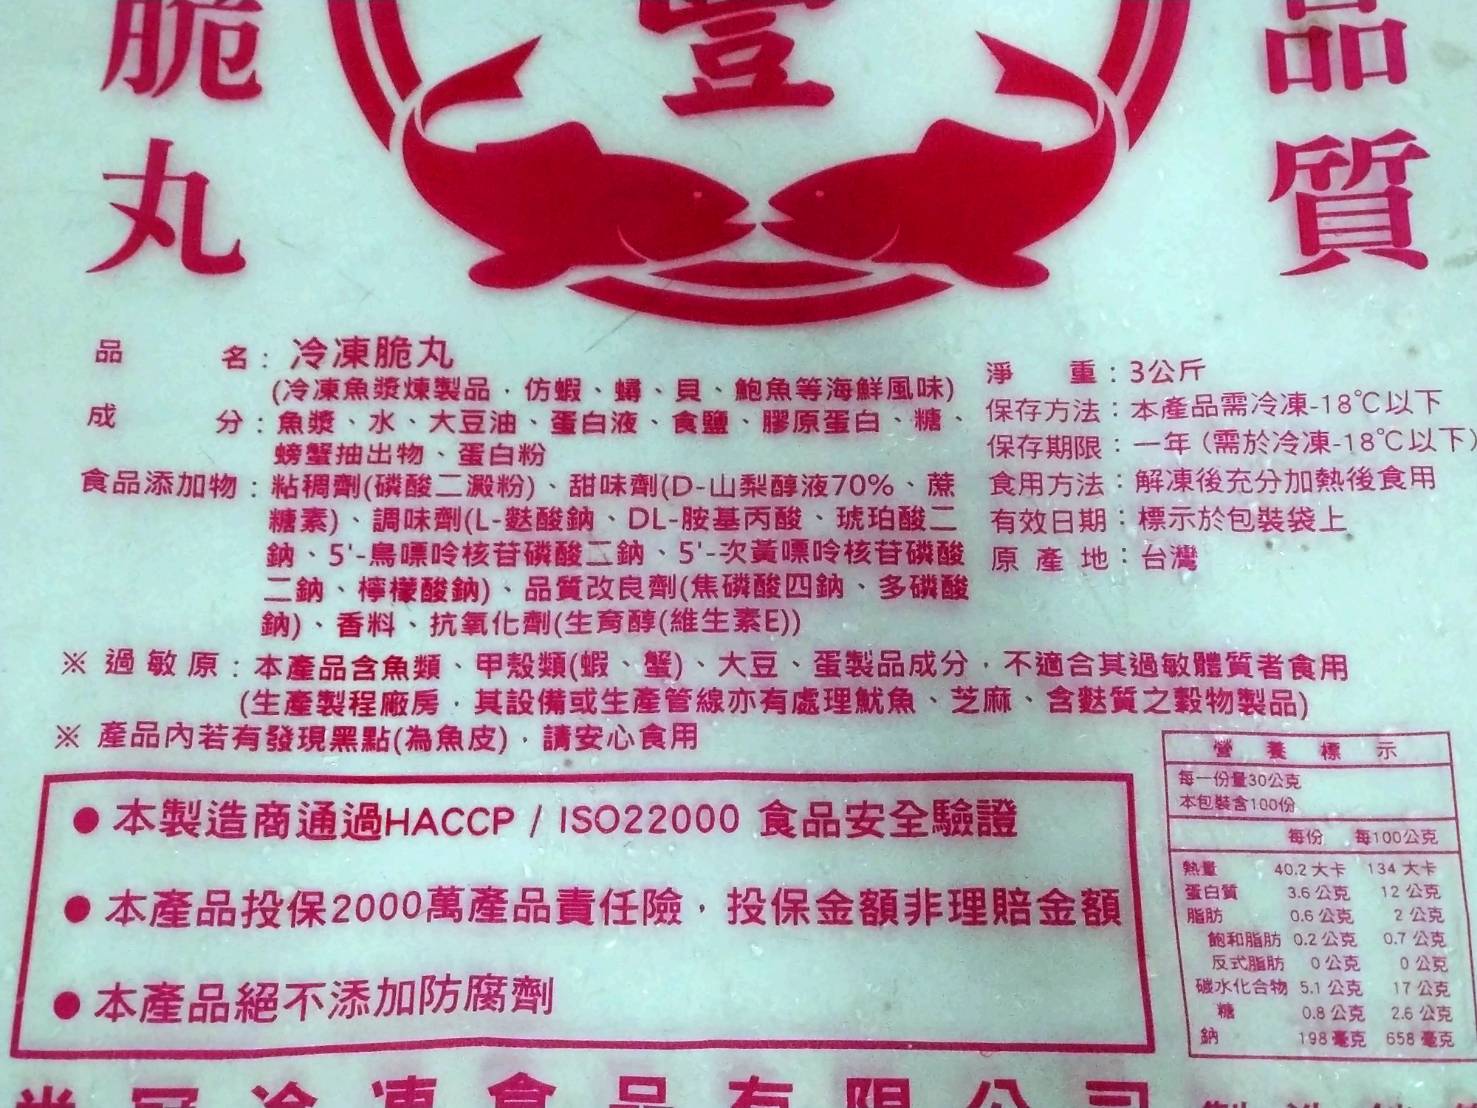 脆丸
豐
品質
品 名：冷凍脆丸
(冷凍魚漿煉製品，仿蝦、蟳、貝、鮑魚等海鮮風味)
成 分：魚漿、水、大豆油、蛋白液、食鹽、膠原蛋白、糖、
螃蟹抽出物、蛋白粉
食品添加物：粘稠劑(磷酸二澱粉)、甜味劑(D-山梨醇液70%、蔗
糖素)、調味劑(L-麩酸鈉、DL-胺基丙酸、琥珀酸二
鈉、5'-鳥嘌呤核苷磷酸二鈉、5'-次黃嘌呤核苷磷酸
二鈉、檸檬酸鈉)、品質改良劑(焦磷酸四鈉、多磷酸
鈉)、香料、抗氧化劑(生育醇(維生素E))
淨 重：3公斤
保存方法：本產品需冷凍-18℃以下
保存期限：一年 (需於冷凍-18℃以下)
食用方法：解凍後充分加熱後食用
有效日期：標示於包裝袋上
原 產 地：台灣
※ 過 敏 原：本產品含魚類、甲殼類(蝦、蟹)、大豆、蛋製品成分，不適合其過敏體質者食用
(生產製程廠房，其設備或生產管線亦有處理魷魚、芝麻、含麩質之穀物製品)
※ 產品內若有發現黑點(為魚皮)，請安心食用
● 本製造商通過HACCP / ISO22000 食品安全驗證
● 本產品投保2000萬產品責任險，投保金額非理賠金額
● 本產品絕不添加防腐劑
營 養 標 示
每一份量30公克
本包裝含100份
每份 每100公克
熱量 40.2 大卡 134 大卡
蛋白質 3.6 公克 12 公克
脂肪 0.6 公克 2 公克
飽和脂肪 0.2 公克 0.7 公克
反式脂肪 0 公克 0 公克
碳水化合物 5.1 公克 17 公克
糖 0.8 公克 2.6 公克
鈉 198 毫克 658 毫克
冷凍食品有限公司